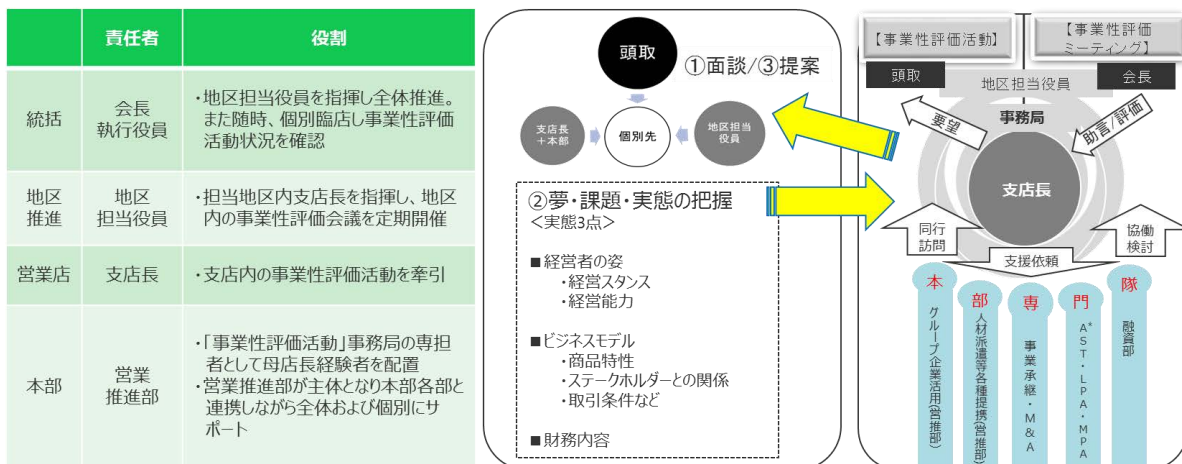 責任者
役割
統括
会長
執行役員
・地区担当役員を指揮し全体推進。
また随時、個別臨店し事業性評価
活動状況を確認
地区
推進
地区
担当役員
・担当地区内支店長を指揮し、地区
内の事業性評価会議を定期開催
営業店
支店長
・支店内の事業性評価活動を牽引
本部
営業
推進部
・「事業性評価活動」事務局の専担
者として母店長経験者を配置
・営業推進部が主体となり本部各部と
連携しながら全体および個別にサ
ポート
頭取
①面談/③提案
支店長
+本部
個別先
地区担当
役員
②夢・課題・実態の把握
<実態3点>
■経営者の姿
・経営スタンス
・経営能力
■ビジネスモデル
・商品特性
・ステークホルダーとの関係
・取引条件など
■財務内容
【事業性評価活動】
【事業性評価
ミーティング】
頭取
地区担当役員
会長
事務局
要望
助言/評価
支店長
同行
訪問
協働
検討
支援依頼
本
部
専
門
隊
グループ企業活用(営推部)
人材派遣等各種提携(営推部)
事業承継・M&A
AST*・LPA・MPA
融資部